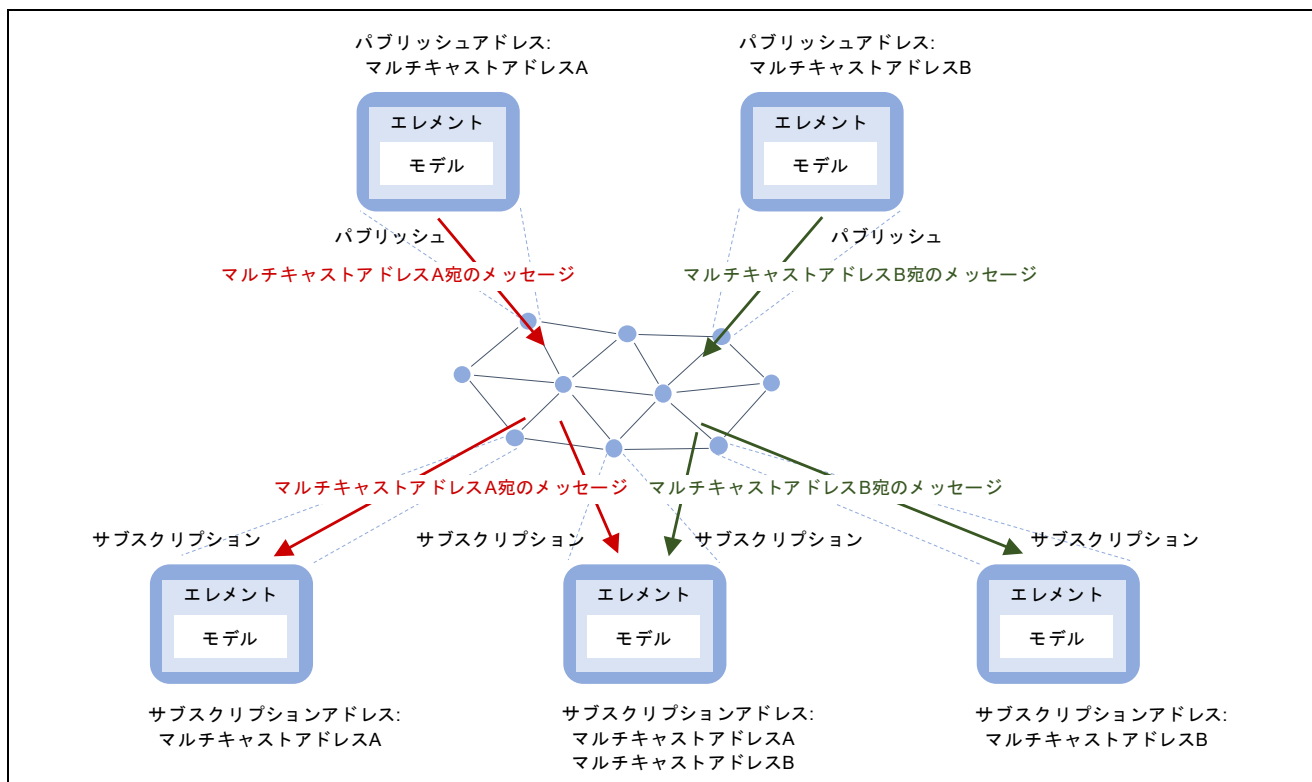 パブリッシュアドレス:
マルチキャストアドレスA
パブリッシュアドレス:
マルチキャストアドレスB
エレメント
モデル
エレメント
モデル
パブリッシュ
パブリッシュ
マルチキャストアドレスA宛のメッセージ
マルチキャストアドレスB宛のメッセージ
マルチキャストアドレスA宛のメッセージ
マルチキャストアドレスB宛のメッセージ
サブスクリプション
サブスクリプション
サブスクリプション
サブスクリプション
エレメント
モデル
エレメント
モデル
エレメント
モデル
サブスクリプションアドレス:
マルチキャストアドレスA
サブスクリプションアドレス:
マルチキャストアドレスA
マルチキャストアドレスB
サブスクリプションアドレス:
マルチキャストアドレスB